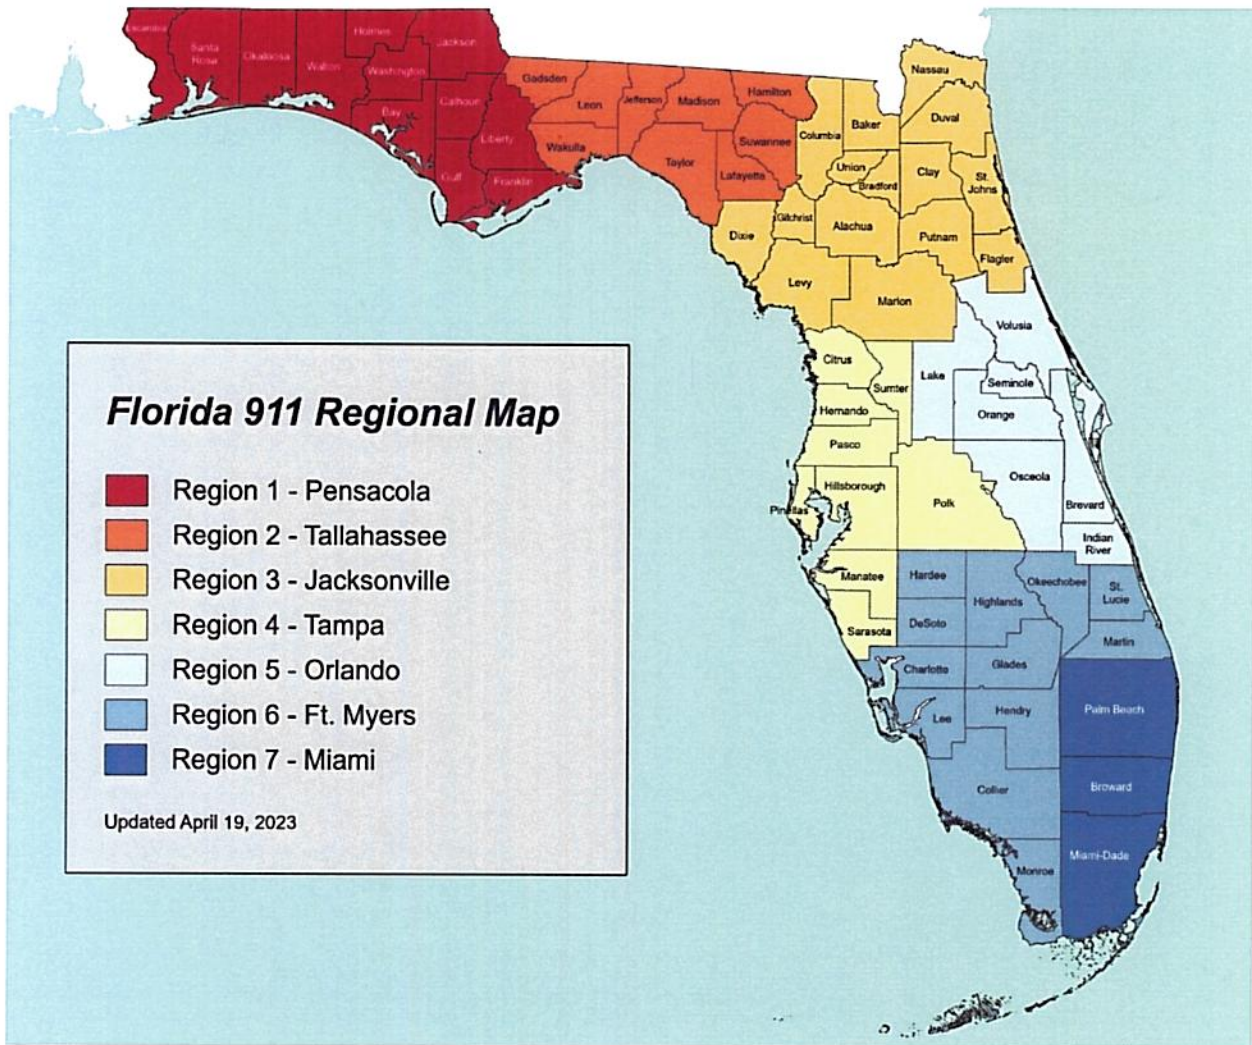 Escambia
Santa
Rose
Okaloosa
Walton
Holmes
Washington
Jackson
Bay
Calhoun
Gulf
Liberty
Franklin
Gadsden
Leon
Wakulla
Jefferson
Madison
Taylor
Hamilton
Suwannee
Lafayette
Columbia
Baker
Nassau
Duval
Union
Bradford
Clay
St.
Johns
Dixie
Gilchrist
Alachua
Putnam
Flagler
Levy
Marion
Volusia
Citrus
Sumter
Lake
Seminole
Hernando
Orange
Pasco
Hillsborough
Pinellas
Polk
Osceola
Brevard
Indian
River
Manatee
Hardee
Highlands
Okeechobee
St.
Lucie
Sarasota
DeSoto
Martin
Charlotte
Glades
Lee
Hendry
Palm Beach
Collier
Broward
Monroe
Miami-Dade
Florida 911 Regional Map
Region 1 - Pensacola
Region 2 - Tallahassee
Region 3 - Jacksonville
Region 4 - Tampa
Region 5 - Orlando
Region 6 - Ft. Myers
Region 7 - Miami
Updated April 19, 2023